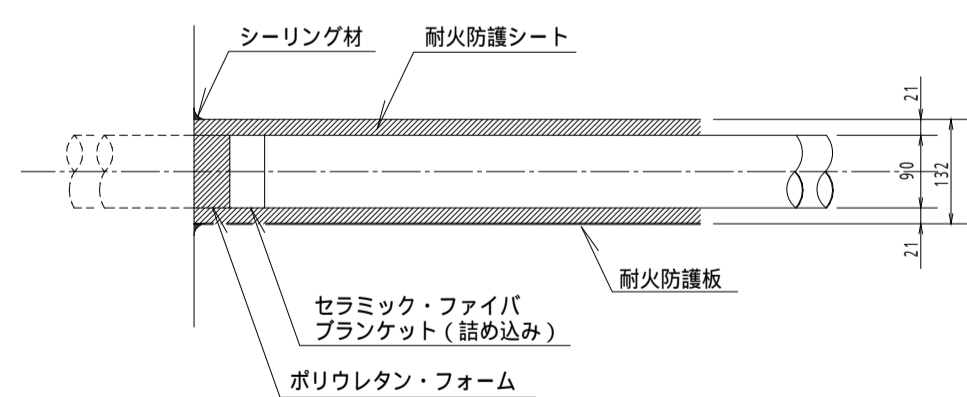 シーリング材
耐火防護シート
21
90
132
21
耐火防護板
セラミック・ファイバ
ブランケット(詰め込み)
ポリウレタン・フォーム